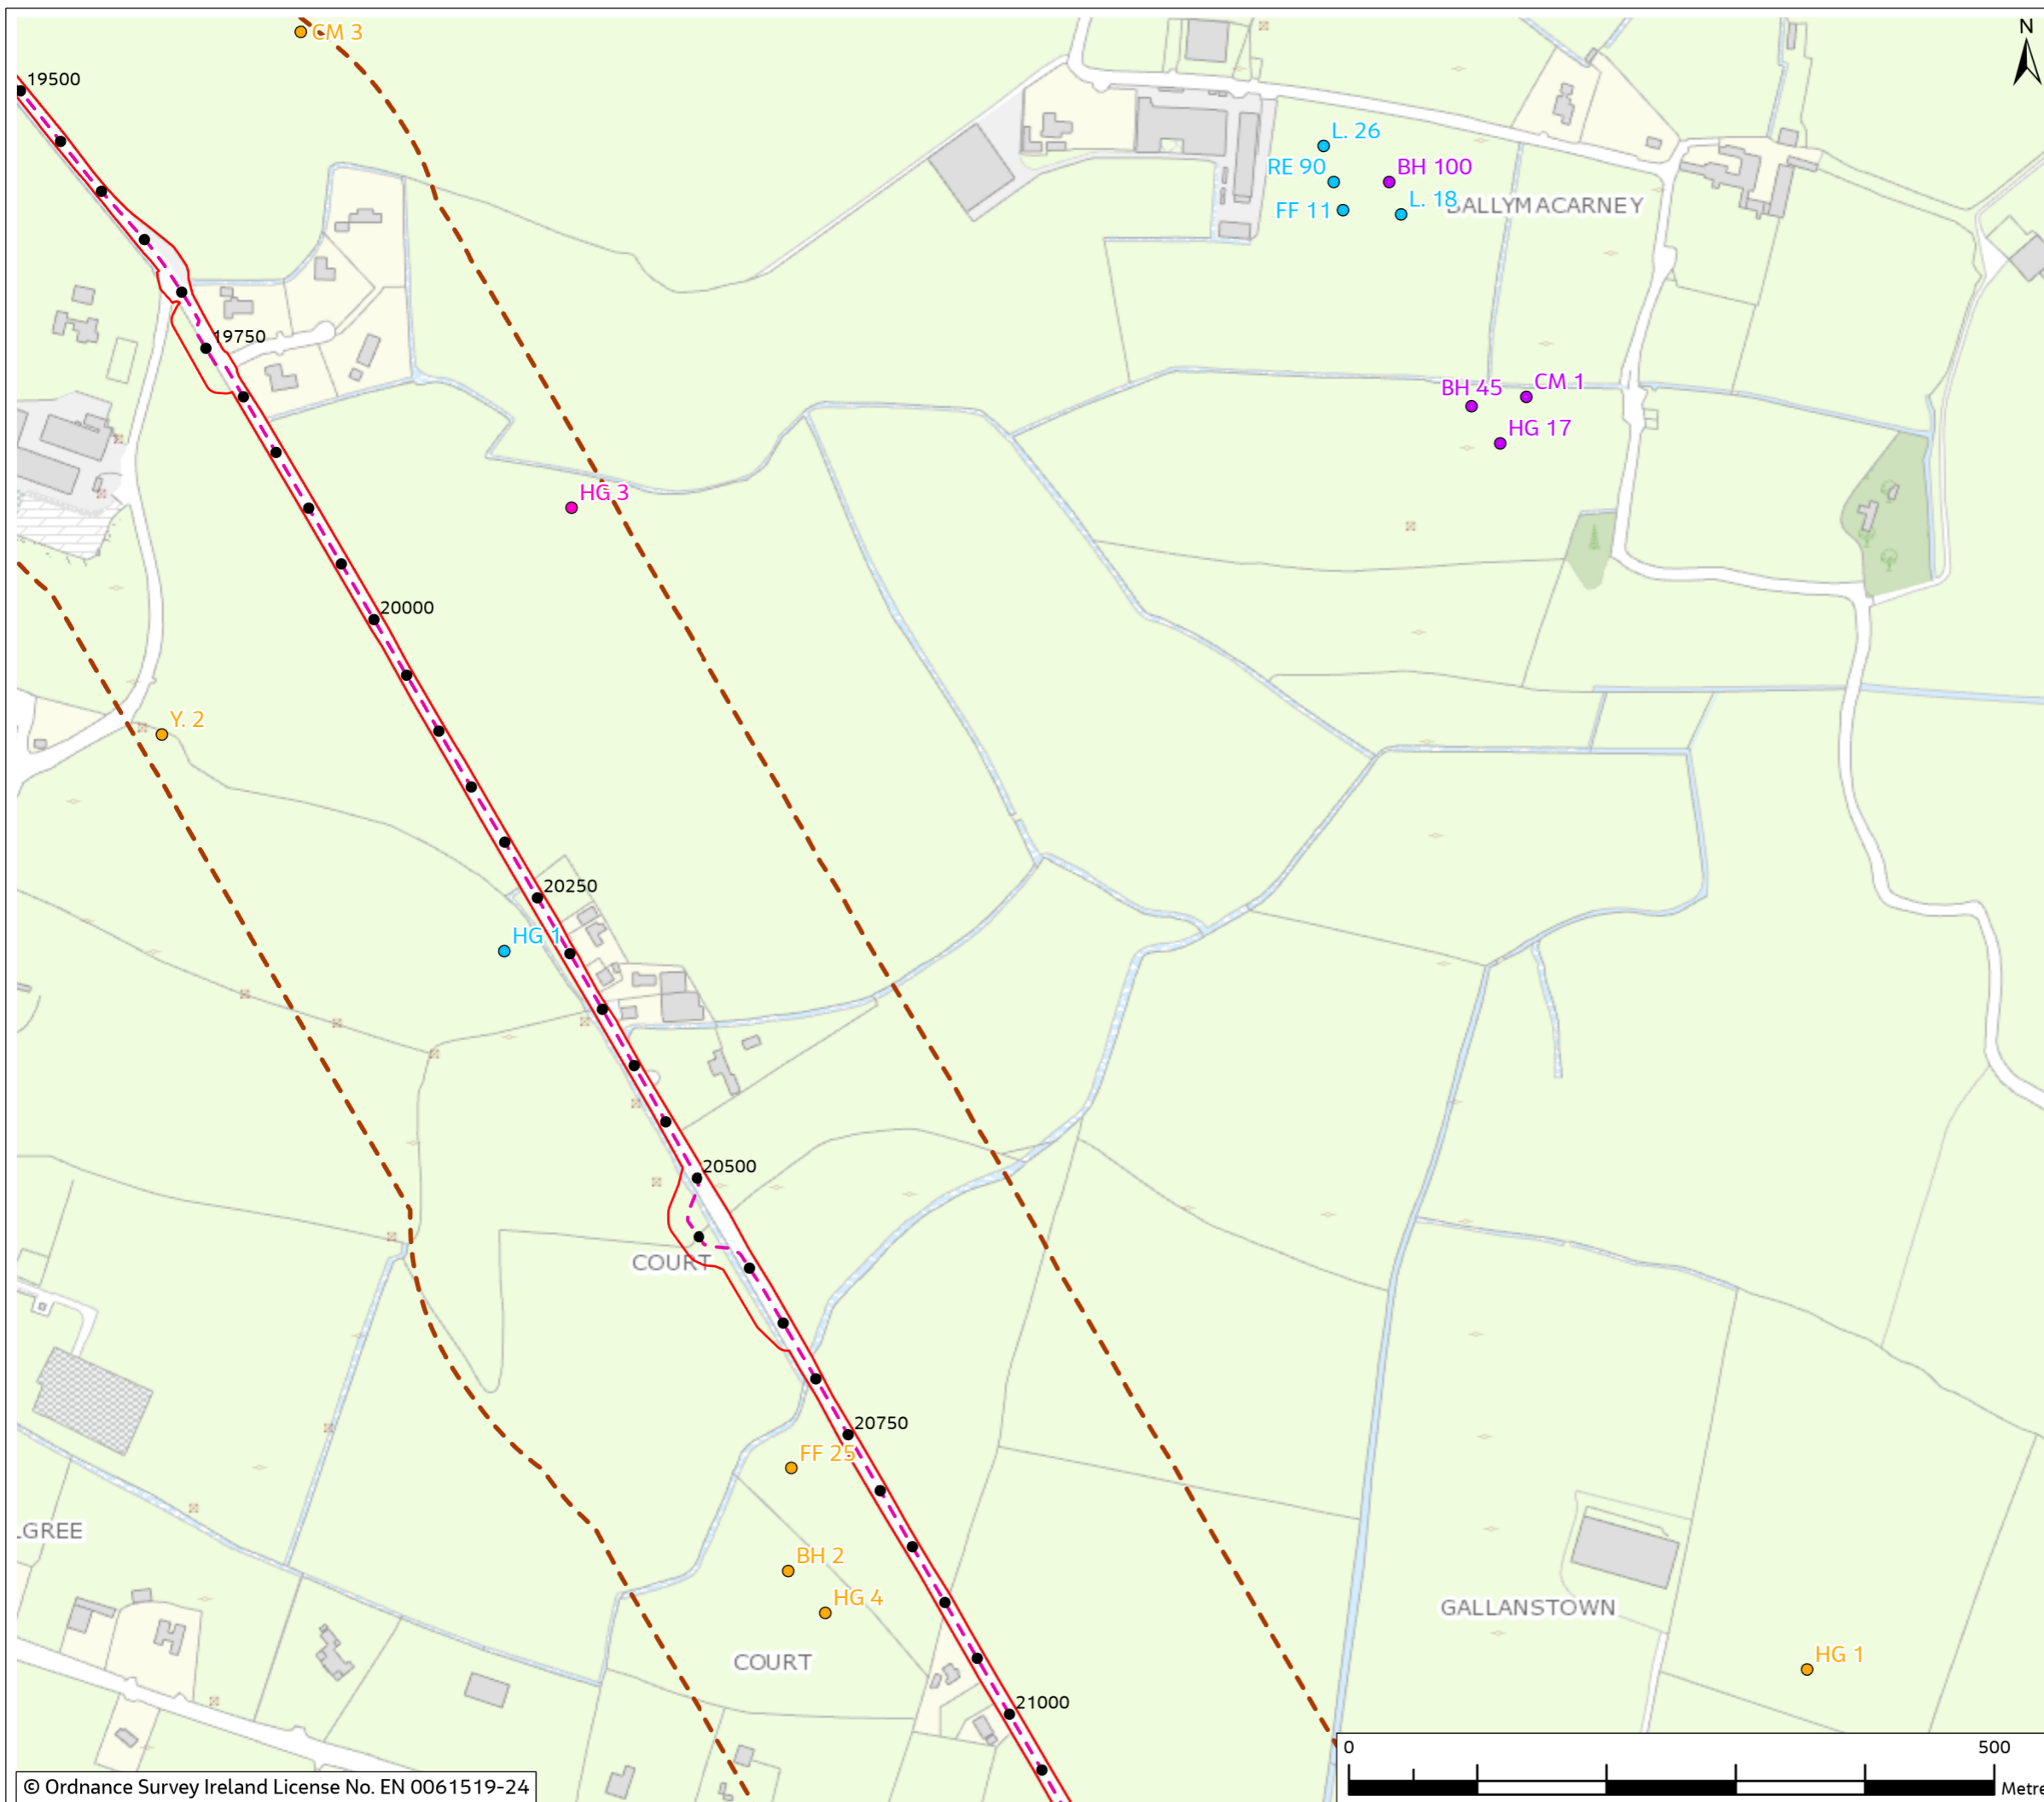 CM 3
N
19500
L. 26
RE 90
BH 100
L. 18
FF 11
BALLYMACARNEY
19750
BH 45
CM 1
HG 17
HG 3
20000
Y. 2
20250
HG 1
20500
COURT
20750
FF 25
LGREE
BH 2
HG 4
GALLANSTOWN
COURT
HG 1
21000
0
500
Metre
© Ordnance Survey Ireland License No. EN 0061519-24